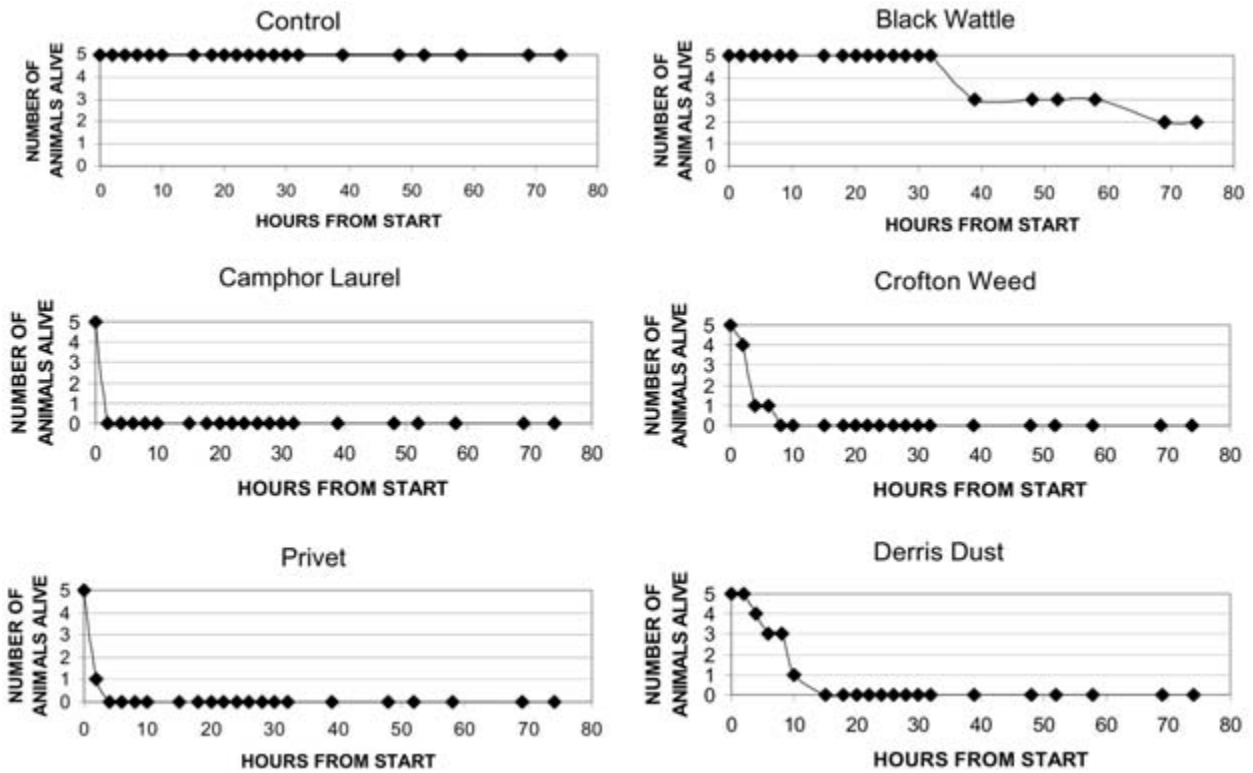 Control
NUMBER OF
ANIMALS ALIVE
5
4
3
2
1
0
0 10 20 30 40 50 60 70 80
HOURS FROM START
Black Wattle
NUMBER OF
ANIMALS ALIVE
5
4
3
2
1
0
0 10 20 30 40 50 60 70 80
HOURS FROM START
Camphor Laurel
NUMBER OF
ANIMALS ALIVE
5
4
3
2
1
0
0 10 20 30 40 50 60 70 80
HOURS FROM START
Crofton Weed
NUMBER OF
ANIMALS ALIVE
5
4
3
2
1
0
0 10 20 30 40 50 60 70 80
HOURS FROM START
Privet
NUMBER OF
ANIMALS ALIVE
5
4
3
2
1
0
0 10 20 30 40 50 60 70 80
HOURS FROM START
Derris Dust
NUMBER OF
ANIMALS ALIVE
5
4
3
2
1
0
0 10 20 30 40 50 60 70 80
HOURS FROM START